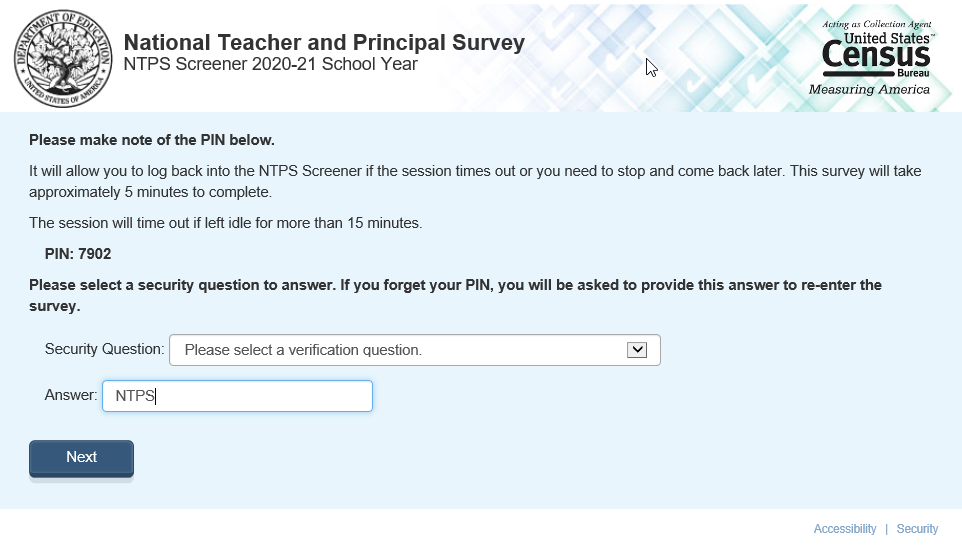 DEPARTMENT OF EDUCATION
UNITED STATES OF AMERICA
National Teacher and Principal Survey
NTPS Screener 2020-21 School Year
Acting as Collection Agent
United States™
Census
Bureau
Measuring America
Please make note of the PIN below.
It will allow you to log back into the NTPS Screener if the session times out or you need to stop and come back later. This survey will take
approximately 5 minutes to complete.
The session will time out if left idle for more than 15 minutes.
PIN: 7902
Please select a security question to answer. If you forget your PIN, you will be asked to provide this answer to re-enter the
survey.
Security Question: Please select a verification question.
Answer: NTPS
Next
Accessibility | Security